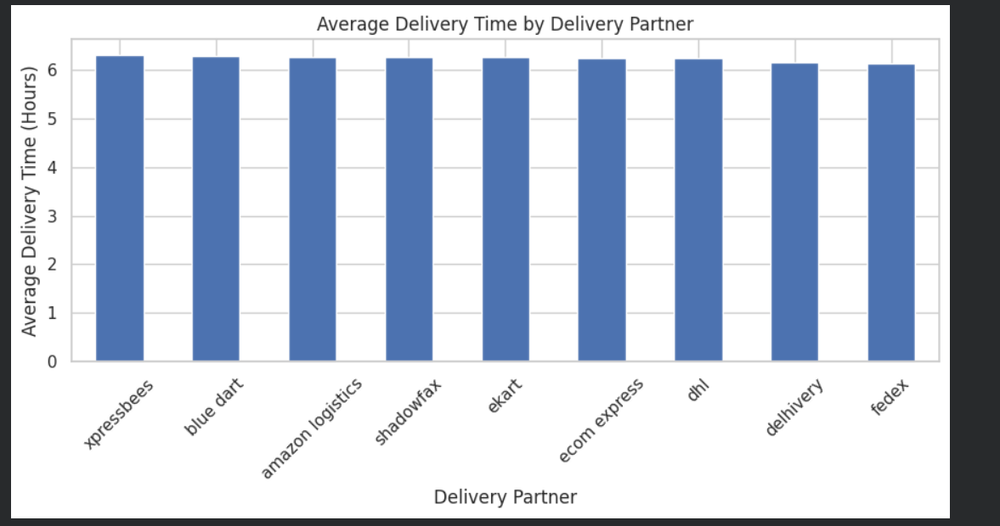 Average Delivery Time by Delivery Partner
Average Delivery Time (Hours)
6
5
4
3
2
1
0
xpressbees
blue dart
amazon logistics
shadowfax
ekart
ecom express
dhl
delhivery
fedex
Delivery Partner